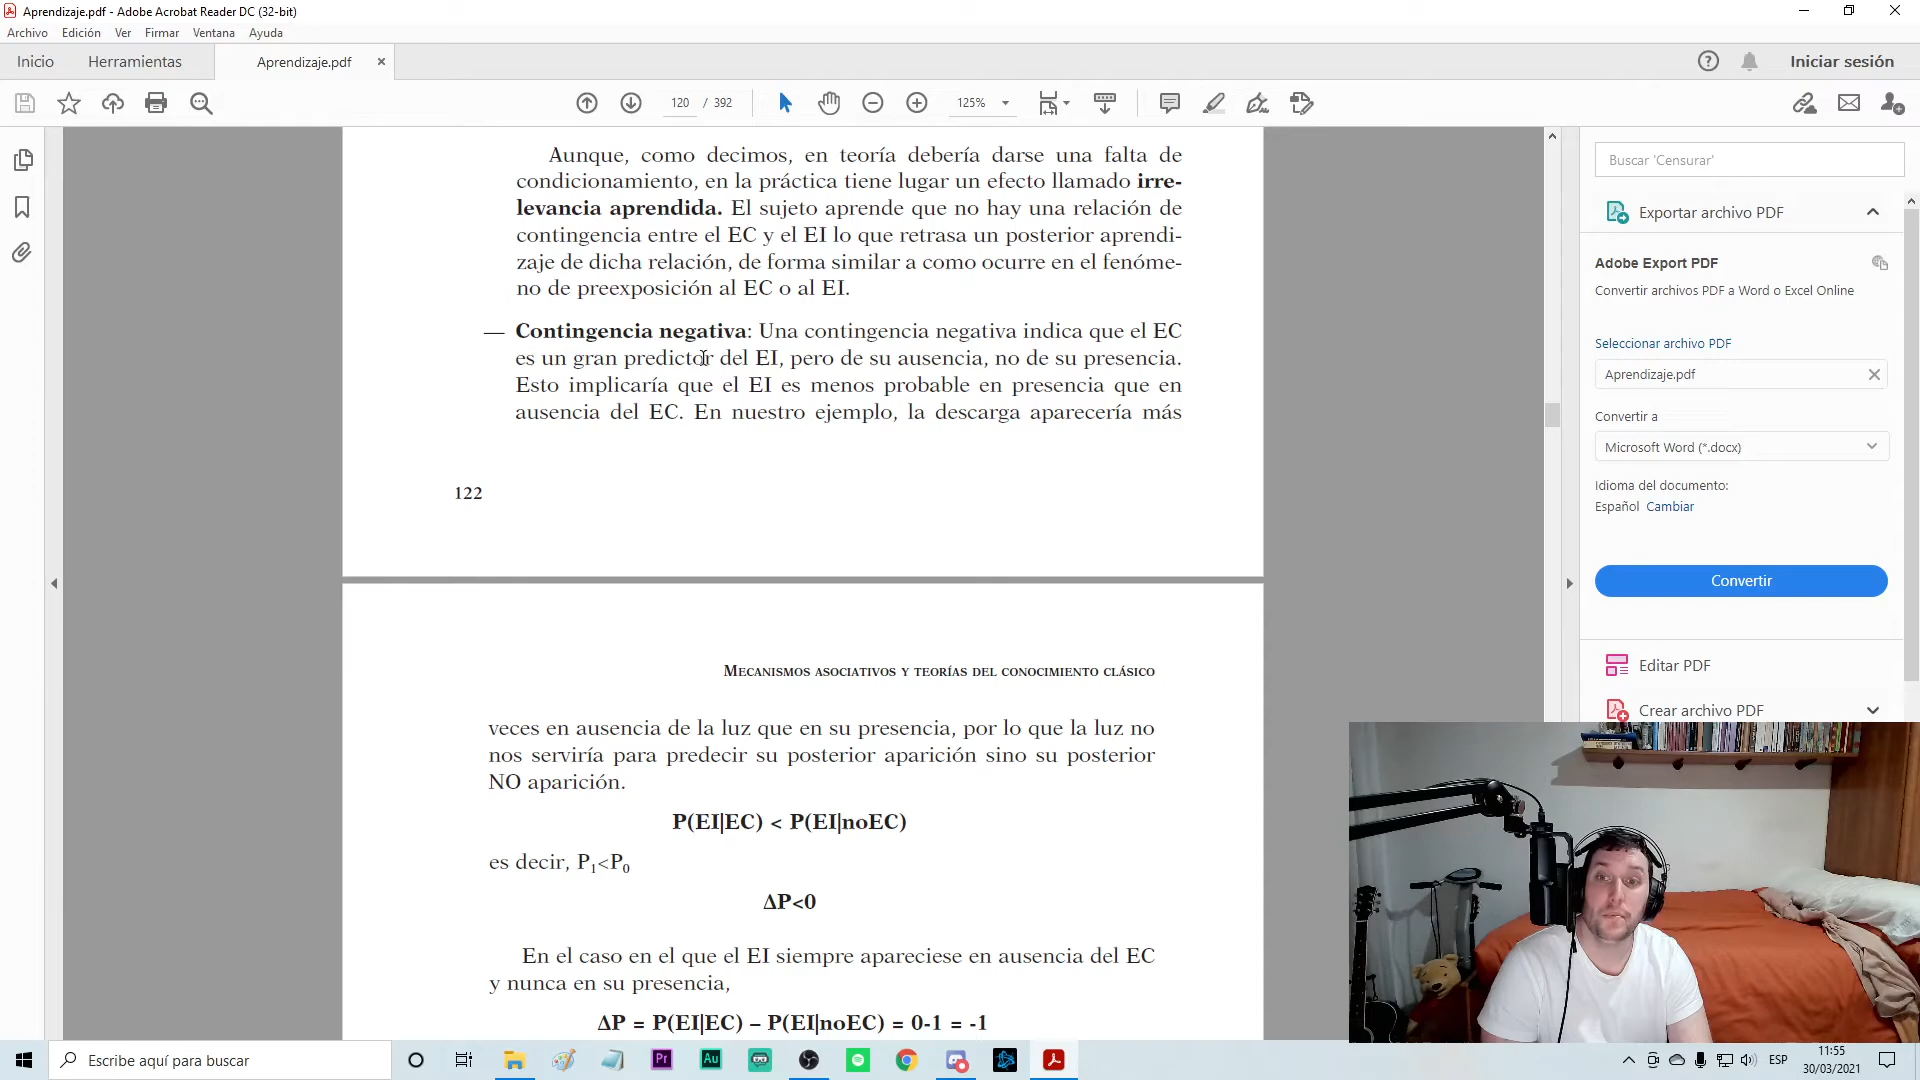 Aprendizaje.pdf - Adobe Acrobat Reader DC (32-bit)
Archivo Edición Ver Firmar Ventana Ayuda
Inicio Herramientas Aprendizaje.pdf Iniciar sesión
120 / 392 125%
Aunque, como decimos, en teoría debería darse una falta de
condicionamiento, en la práctica tiene lugar un efecto llamado irre-
levancia aprendida. El sujeto aprende que no hay una relación de
contingencia entre el EC y el EI lo que retrasa un posterior aprendi-
zaje de dicha relación, de forma similar a como ocurre en el fenóme-
no de preexposición al EC o al EI.
— Contingencia negativa: Una contingencia negativa indica que el EC
es un gran predictor del EI, pero de su ausencia, no de su presencia.
Esto implicaría que el EI es menos probable en presencia que en
ausencia del EC. En nuestro ejemplo, la descarga aparecería más
122
MECANISMOS ASOCIATIVOS Y TEORÍAS DEL CONOCIMIENTO CLÁSICO
veces en ausencia de la luz que en su presencia, por lo que la luz no
nos serviría para predecir su posterior aparición sino su posterior
NO aparición.
P(EI|EC) < P(EI|noEC)
es decir, P1<P0
ΔP<0
En el caso en el que el EI siempre apareciese en ausencia del EC
y nunca en su presencia,
ΔP = P(EI|EC) – P(EI|noEC) = 0-1 = -1
Buscar 'Censurar'
Exportar archivo PDF
Adobe Export PDF
Convertir archivos PDF a Word o Excel Online
Seleccionar archivo PDF
Aprendizaje.pdf
Convertir a
Microsoft Word (*.docx)
Idioma del documento:
Español Cambiar
Convertir
Editar PDF
Crear archivo PDF
Escribe aquí para buscar
Pr
Au
ESP
11:55
30/03/2021